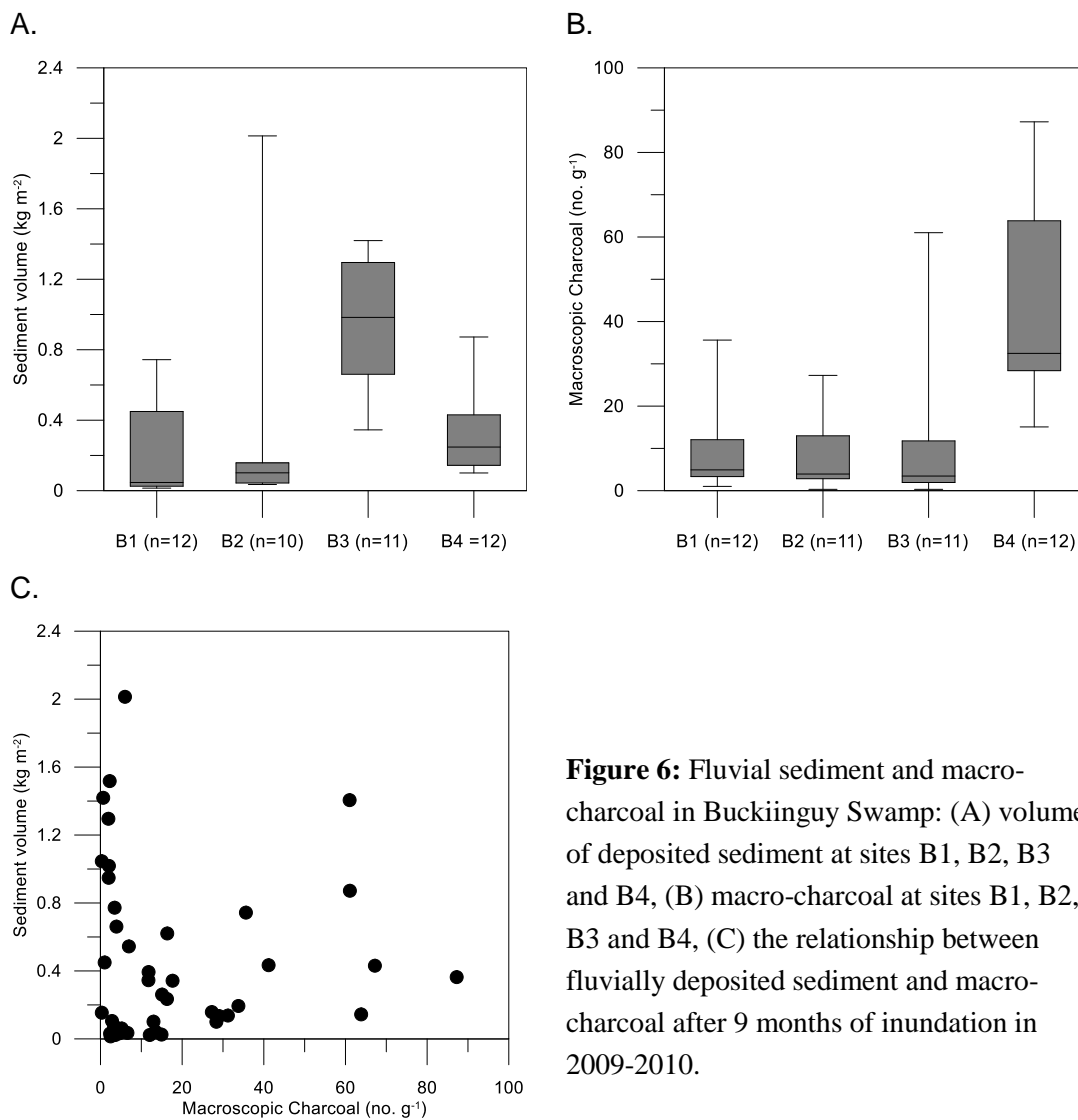 A.
2.4
2
1.6
1.2
0.8
0.4
0
Sediment volume (kg m-2)
B1 (n=12) B2 (n=10) B3 (n=11) B4 =12)
B.
100
80
60
40
20
0
Macroscopic Charcoal (no. g-1)
B1 (n=12) B2 (n=11) B3 (n=11) B4 (n=12)
C.
2.4
2
1.6
1.2
0.8
0.4
0
Sediment volume (kg m-2)
0 20 40 60 80 100
Macroscopic Charcoal (no. g-1)
Figure 6: Fluvial sediment and macro-
charcoal in Buckiinguy Swamp: (A) volume
of deposited sediment at sites B1, B2, B3
and B4, (B) macro-charcoal at sites B1, B2,
B3 and B4, (C) the relationship between
fluvially deposited sediment and macro-
charcoal after 9 months of inundation in
2009-2010.